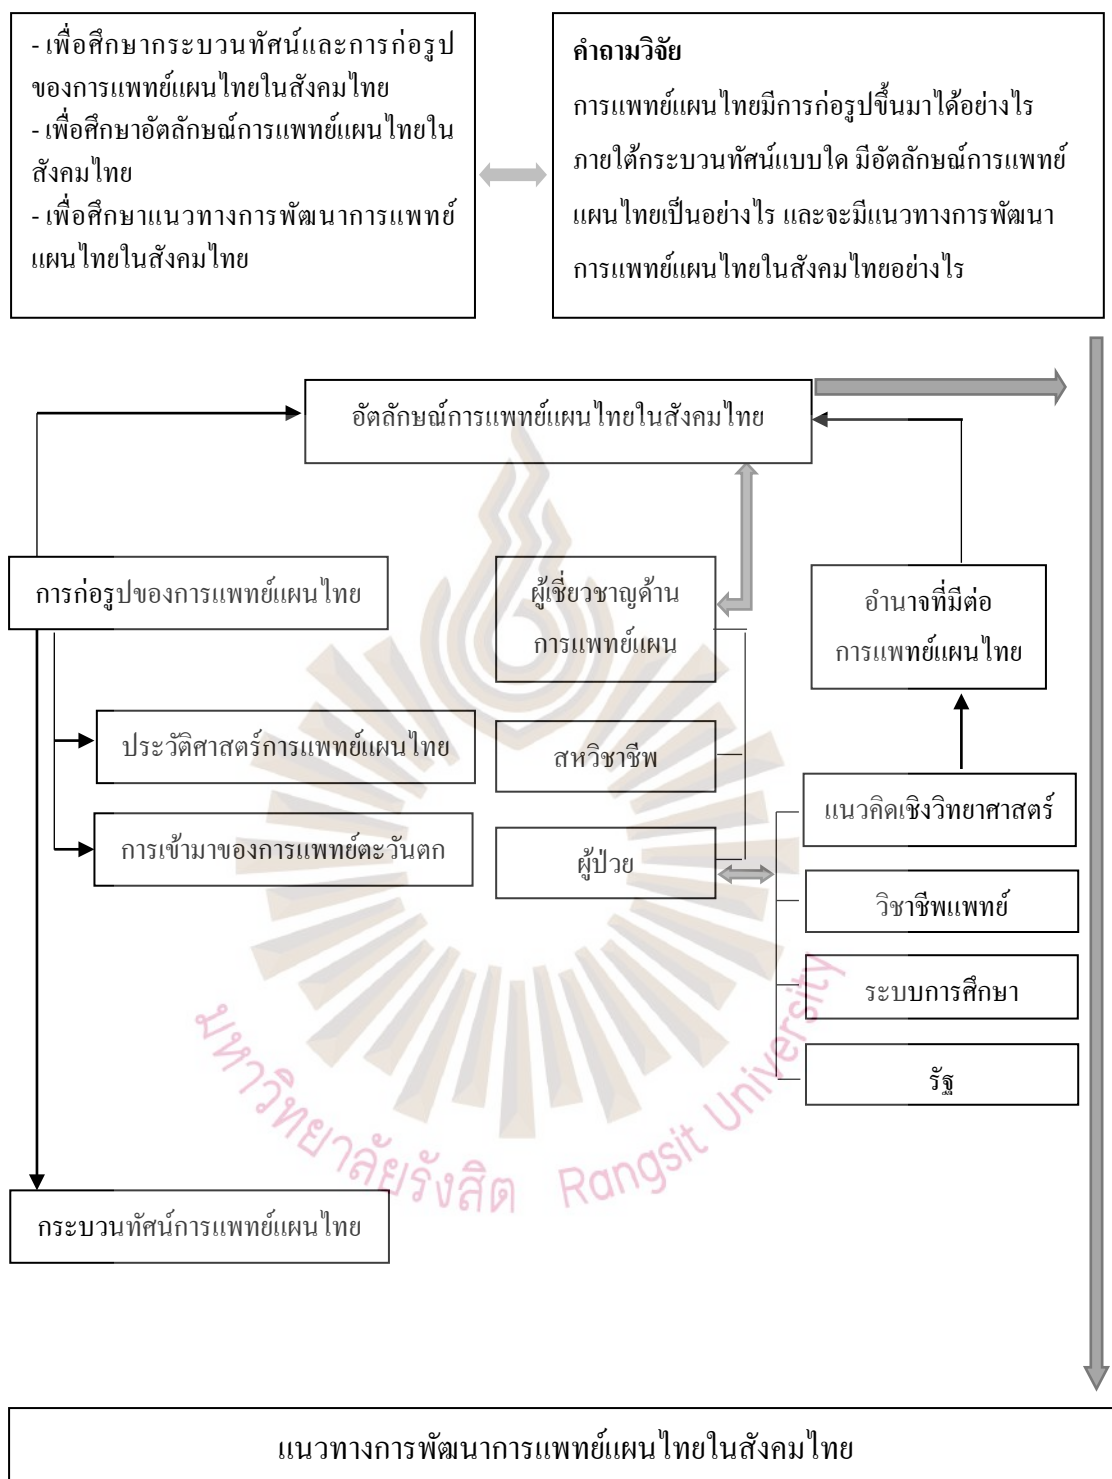 - เพื่อศึกษากระบวนทัศน์และการก่อรูป
ของการแพทย์แผนไทยในสังคมไทย
- เพื่อศึกษาอัตลักษณ์การแพทย์แผนไทยใน
สังคมไทย
- เพื่อศึกษาแนวทางการพัฒนาการแพทย์
แผนไทยในสังคมไทย
คำถามวิจัย
การแพทย์แผนไทยมีการก่อรูปขึ้นมาได้อย่างไร
ภายใต้กระบวนทัศน์แบบใด มีอัตลักษณ์การแพทย์
แผนไทยเป็นอย่างไร และจะมีแนวทางการพัฒนา
การแพทย์แผนไทยในสังคมไทยอย่างไร
อัตลักษณ์การแพทย์แผนไทยในสังคมไทย
การก่อรูปของการแพทย์แผนไทย
ประวัติศาสตร์การแพทย์แผนไทย
การเข้ามาของการแพทย์ตะวันตก
ผู้เชี่ยวชาญด้าน
การแพทย์แผน
สหวิชาชีพ
ผู้ป่วย
อำนาจที่มีต่อ
การแพทย์แผนไทย
แนวคิดเชิงวิทยาศาสตร์
วิชาชีพแพทย์
ระบบการศึกษา
รัฐ
มหาวิทยาลัยรังสิต Rangsit University
กระบวนทัศน์การแพทย์แผนไทย
แนวทางการพัฒนาการแพทย์แผนไทยในสังคมไทย